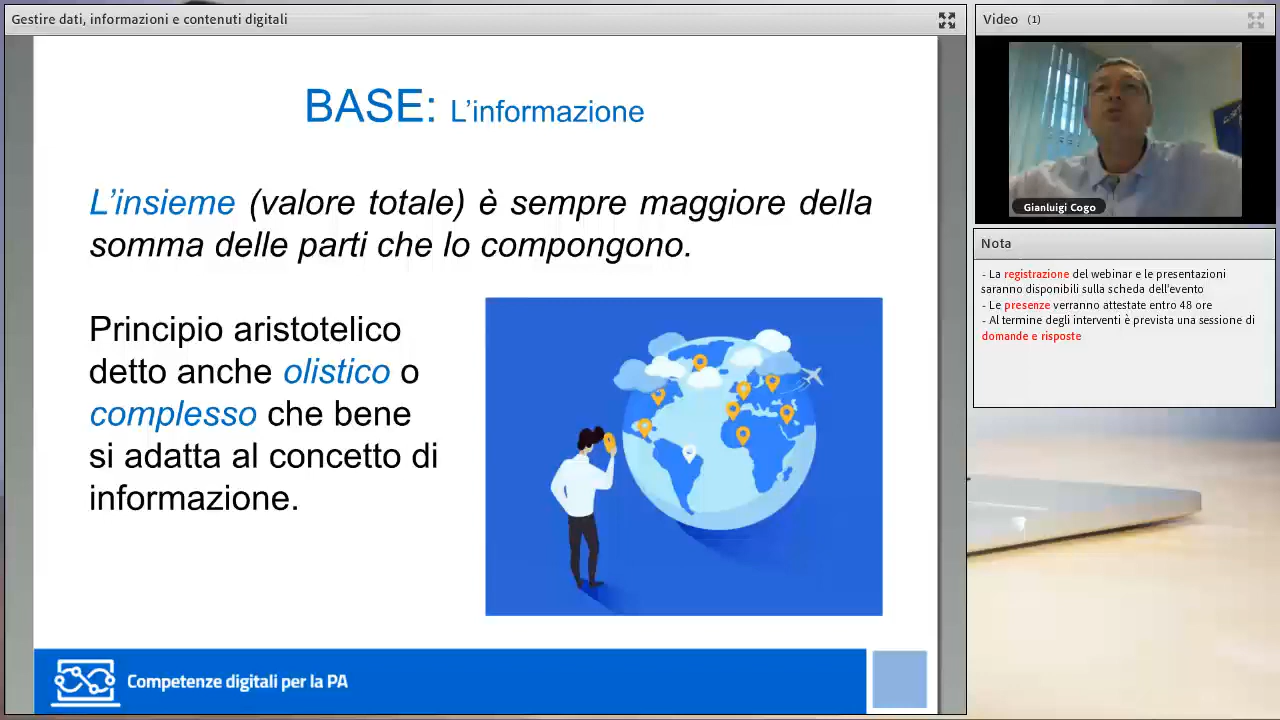 Gestire dati, informazioni e contenuti digitali
BASE: L’informazione
L’insieme (valore totale) è sempre maggiore della
somma delle parti che lo compongono.
Principio aristotelico
detto anche olistico o
complesso che bene
si adatta al concetto di
informazione.
Competenze digitali per la PA
Video (1)
Gianluigi Cogo
Nota
- La registrazione del webinar e le presentazioni
saranno disponibili sulla scheda dell'evento
- Le presenze verranno attestate entro 48 ore
- Al termine degli interventi è prevista una sessione di
domande e risposte